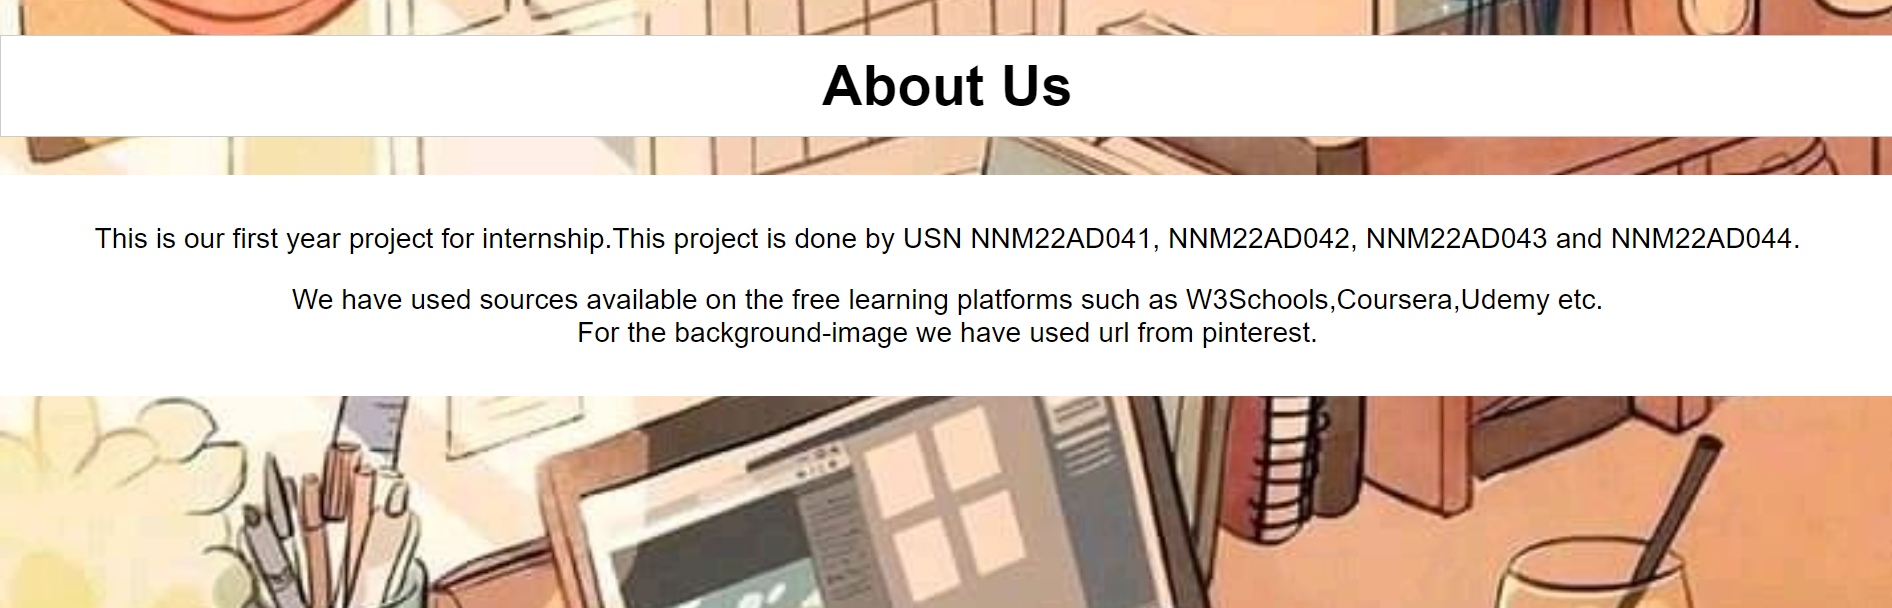 About Us
This is our first year project for internship.This project is done by USN NNM22AD041, NNM22AD042, NNM22AD043 and NNM22AD044.
We have used sources available on the free learning platforms such as W3Schools,Coursera,Udemy etc.
For the background-image we have used url from pinterest.